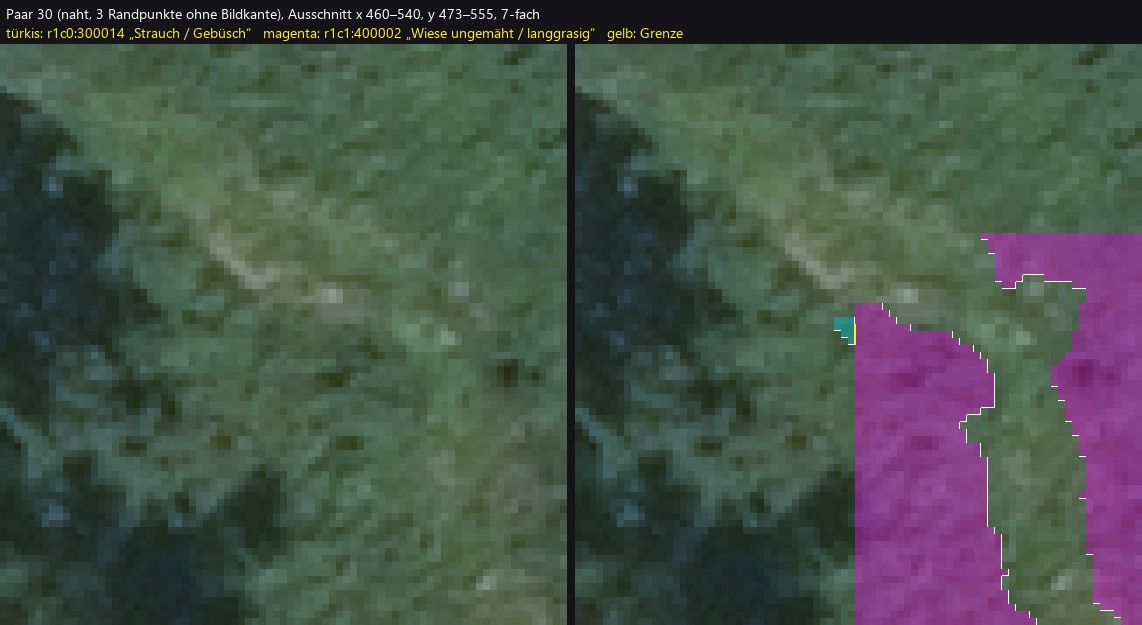 Paar 30 (naht, 3 Randpunkte ohne Bildkante), Ausschnitt x 460–540, y 473–555, 7-fach
türkis: r1c0:300014 „Strauch / Gebüsch“ magenta: r1c1:400002 „Wiese ungemäht / langgrasig“ gelb: Grenze